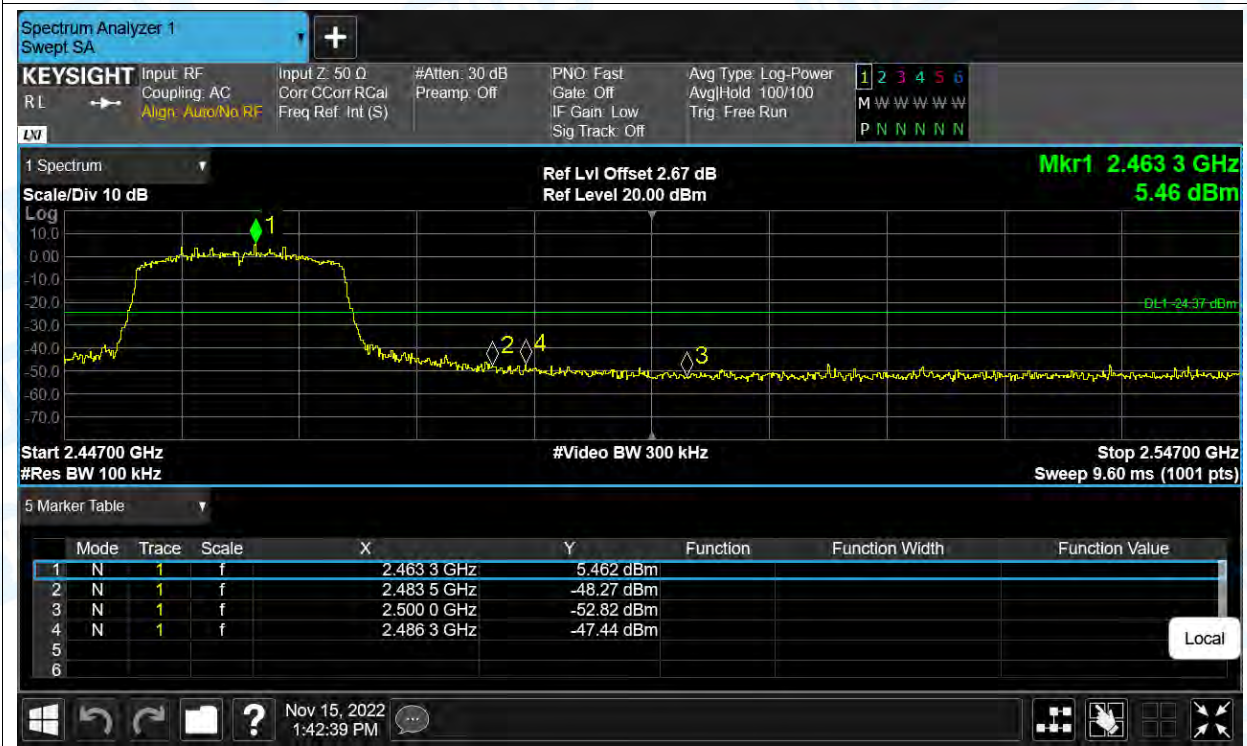 Spectrum Analyzer 1
Swept SA
+
KEYSIGHT Input: RF Input Z: 50 Ω #Atten: 30 dB PNO: Fast Avg Type: Log-Power 1 2 3 4 5 6
R L Coupling: AC Corr CCorr RCal Preamp: Off Gate: Off Avg|Hold: 100/100 M W W W W W
Align: Auto/No RF Freq Ref: Int (S) IF Gain: Low Trig: Free Run
LXI Sig Track: Off P N N N N N
1 Spectrum Ref Lvl Offset 2.67 dB Mkr1 2.463 3 GHz
Scale/Div 10 dB Ref Level 20.00 dBm 5.46 dBm
Log
1
10.0
0.00
-10.0
-20.0
DL1 -24.37 dBm
-30.0
-40.0
2 4 3
-50.0
-60.0
-70.0
Start 2.44700 GHz #Video BW 300 kHz Stop 2.54700 GHz
#Res BW 100 kHz Sweep 9.60 ms (1001 pts)
5 Marker Table
Mode Trace Scale X Y Function Function Width Function Value
1 N 1 f 2.463 3 GHz 5.462 dBm
2 N 1 f 2.483 5 GHz -48.27 dBm
3 N 1 f 2.500 0 GHz -52.82 dBm
4 N 1 f 2.486 3 GHz -47.44 dBm
5
6
Local
? Nov 15, 2022
1:42:39 PM